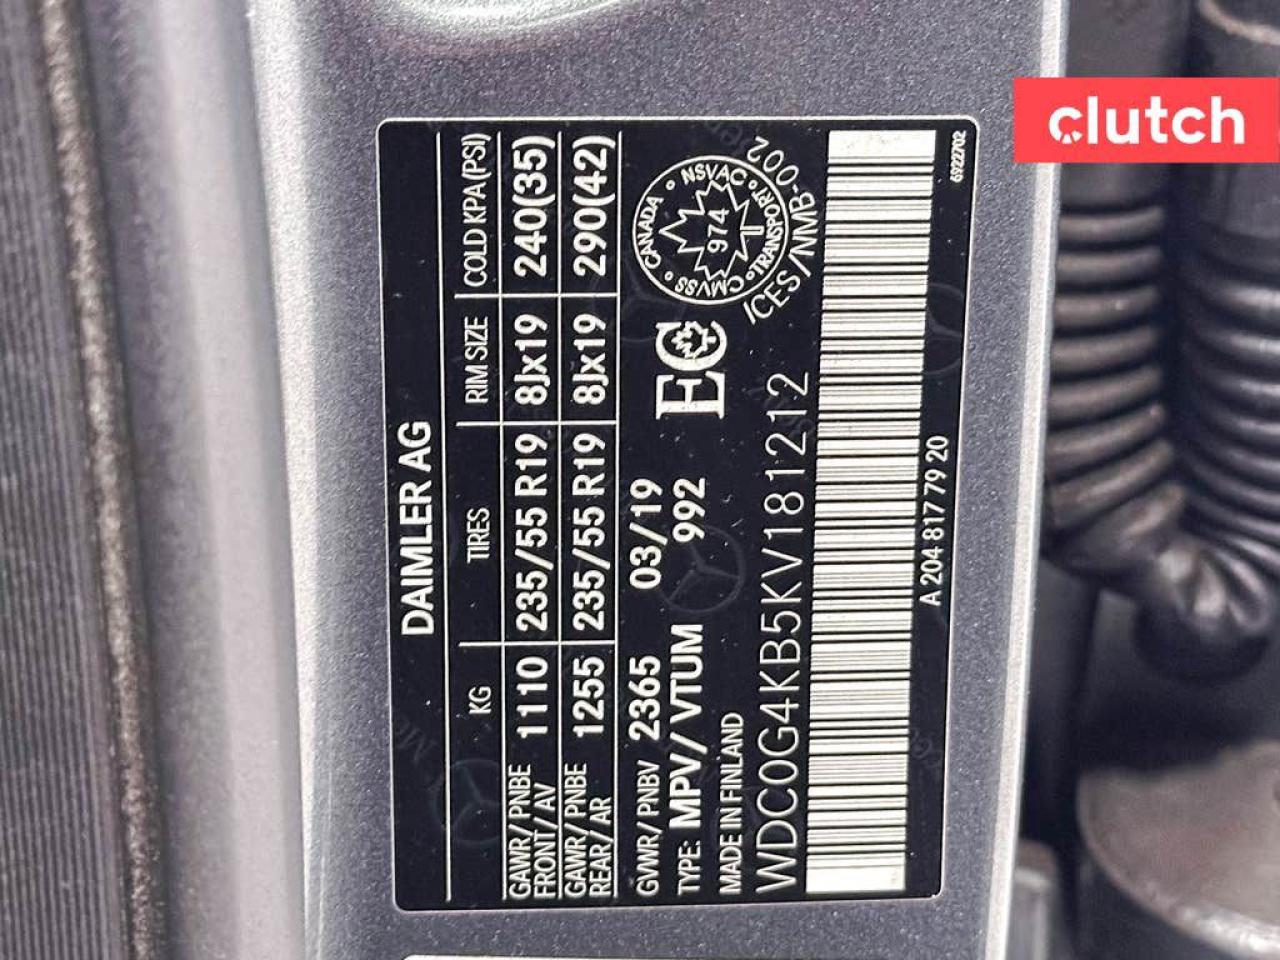 clutch
DAIMLER AG
KG TIRES RIM SIZE COLD KPA(PSI)
GAWR/PNBE FRONT/AV 1110 235/55 R19 8Jx19 240(35)
GAWR/PNBE REAR/AR 1255 235/55 R19 8Jx19 290(42)
GVWR/PNBV 2365 03/19
TYPE: MPV/VTUM 992
MADE IN FINLAND
EC
CANADA • NSVAC • TRANSPORT • CMVSS
974
ICES/NMB-002
WDC0G4KB5KV181212
A 204 817 79 20
6922702